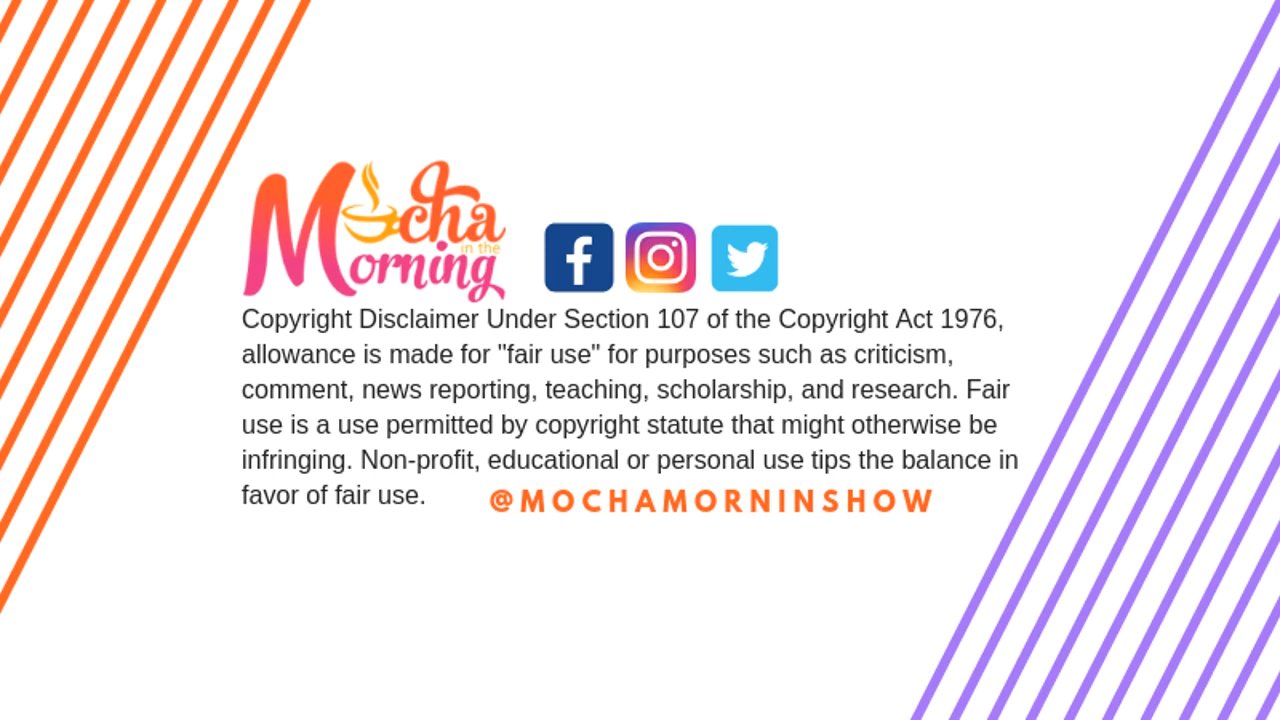 Mocha
in the
Morning
Copyright Disclaimer Under Section 107 of the Copyright Act 1976,
allowance is made for "fair use" for purposes such as criticism,
comment, news reporting, teaching, scholarship, and research. Fair
use is a use permitted by copyright statute that might otherwise be
infringing. Non-profit, educational or personal use tips the balance in
favor of fair use.
@MOCHAMORNINSHOW